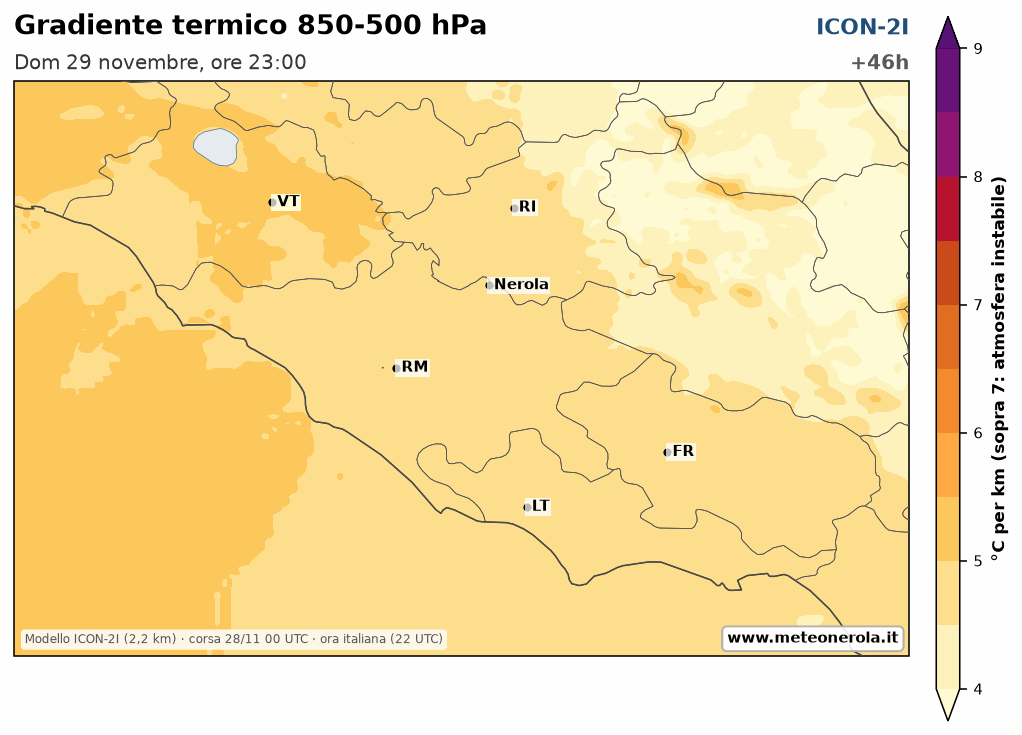 Gradiente termico 850-500 hPa
ICON-2I
Dom 29 novembre, ore 23:00
+46h
VT
RI
Nerola
RM
FR
LT
Modello ICON-2I (2,2 km) · corsa 28/11 00 UTC · ora italiana (22 UTC)
www.meteonerola.it
9
8
7
6
5
4
°C per km (sopra 7: atmosfera instabile)